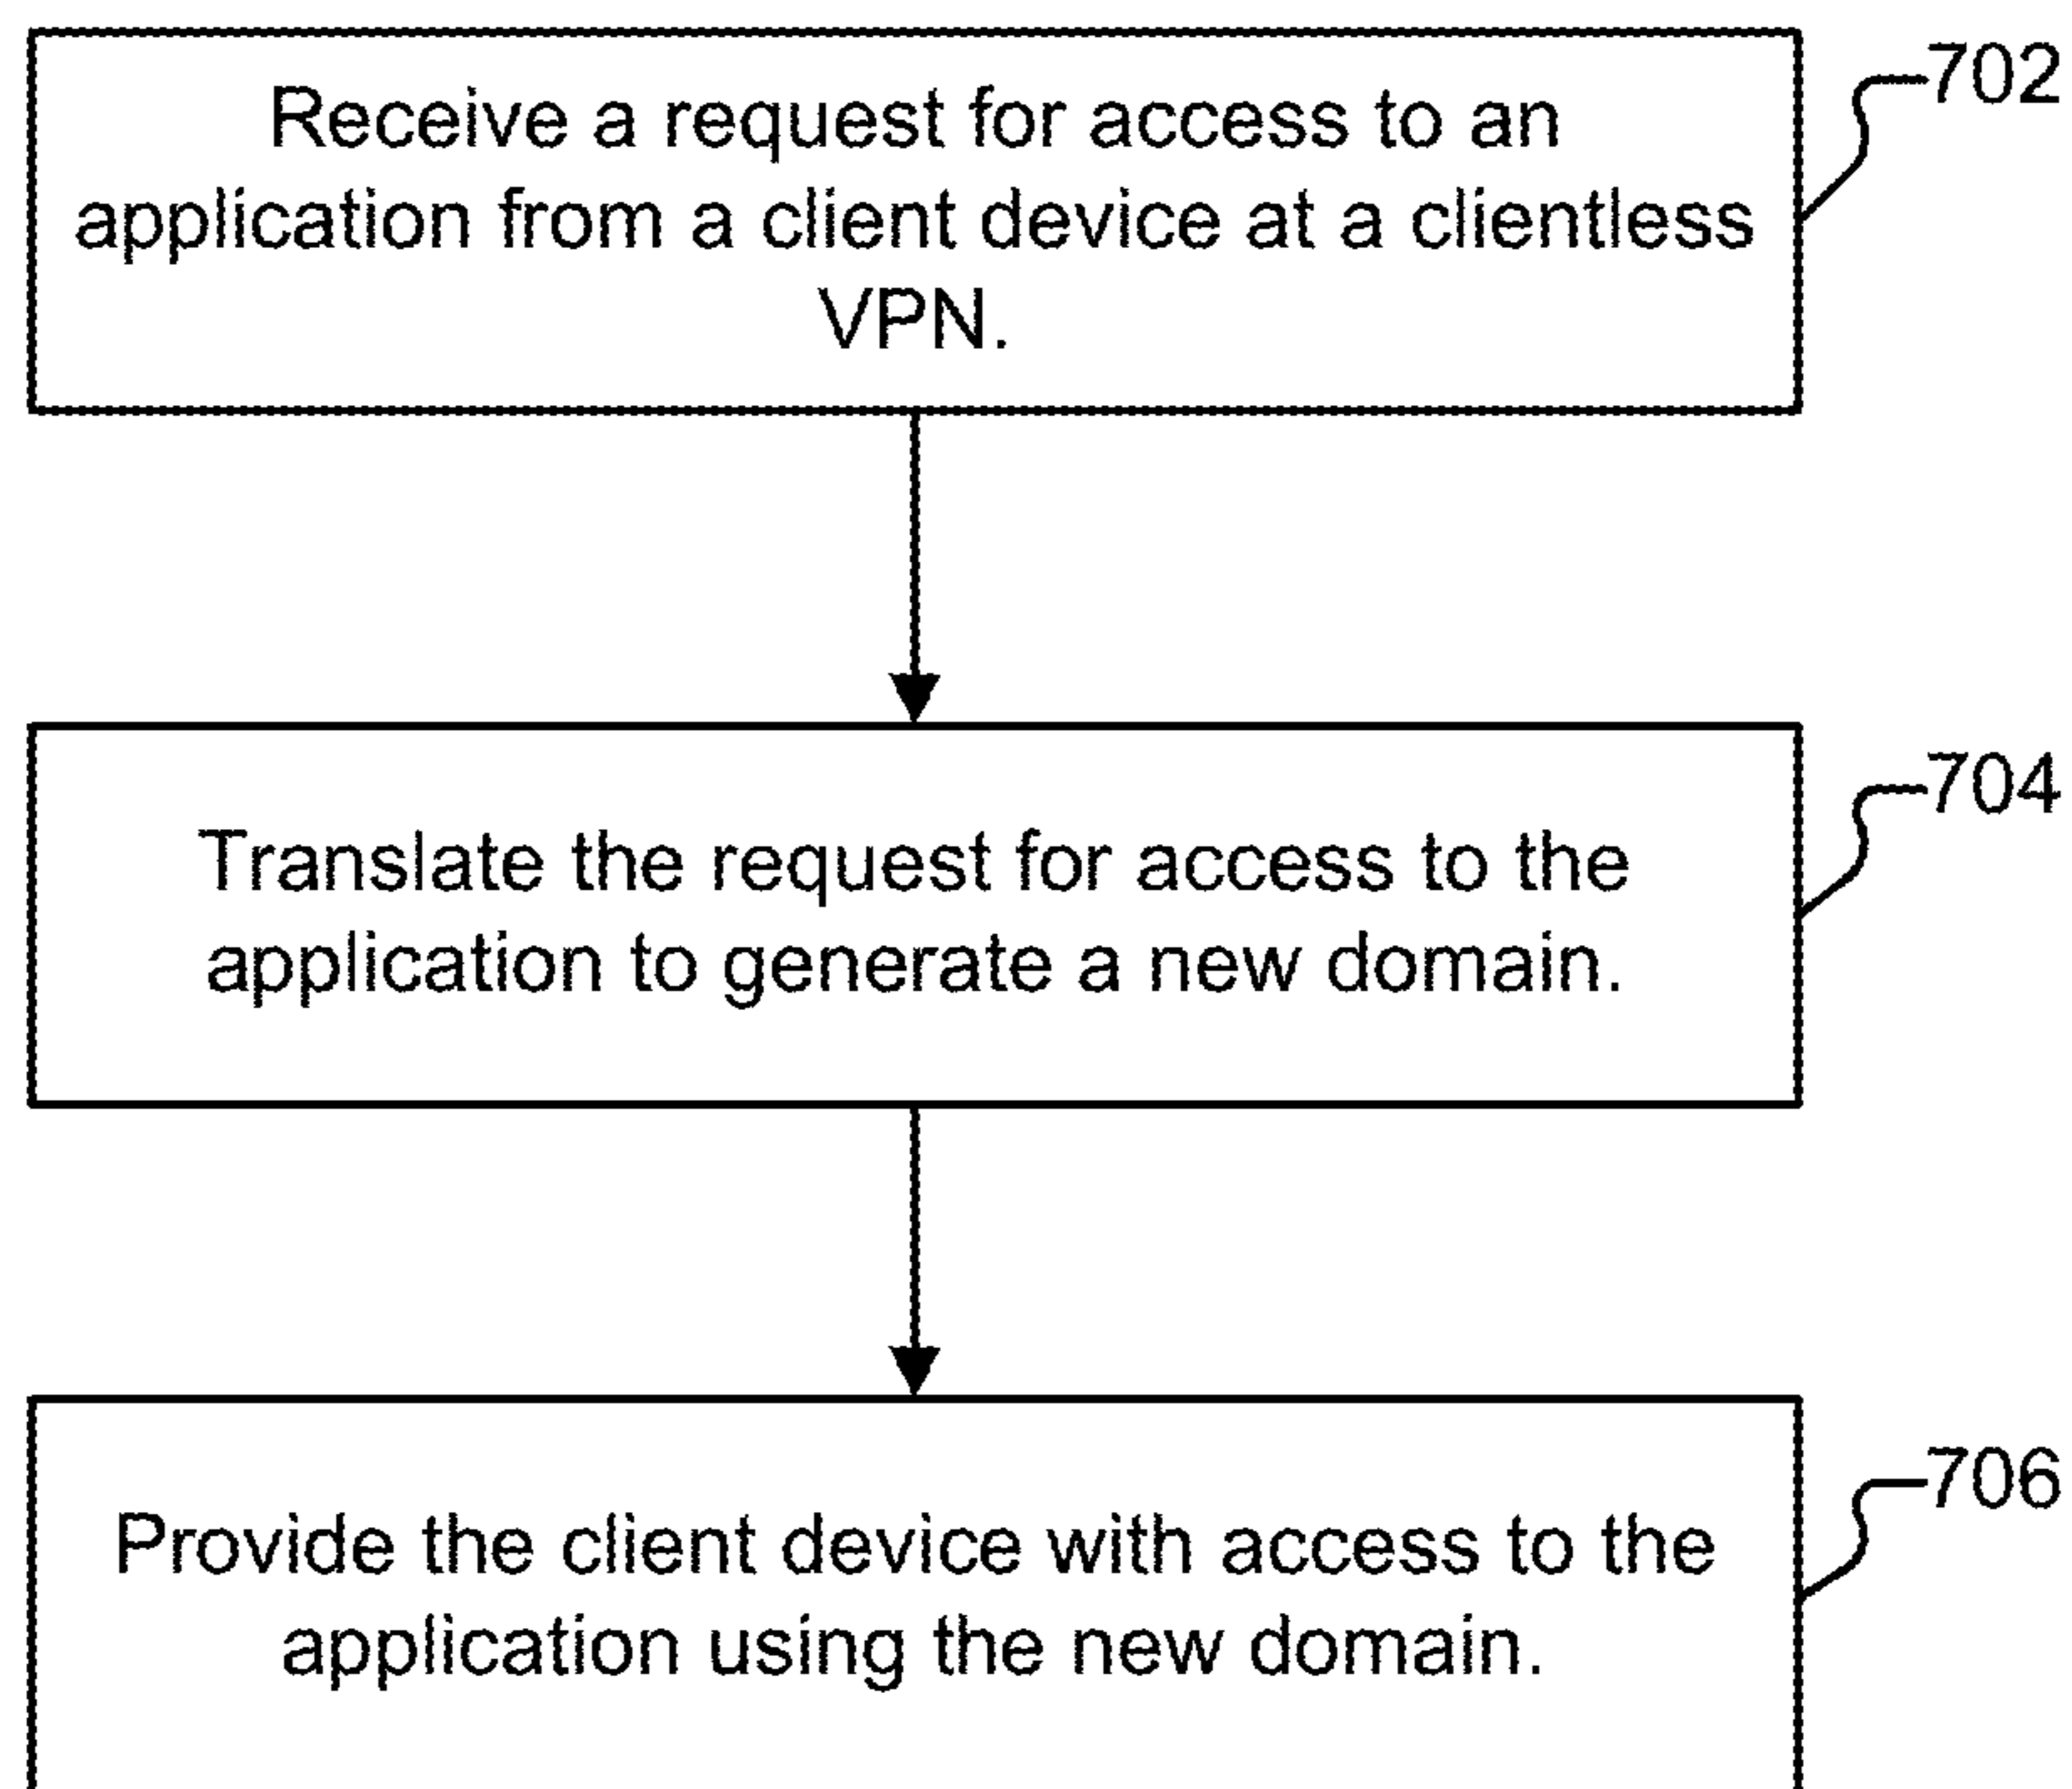 Receive a request for access to an
application from a client device at a clientless
VPN.
702
Translate the request for access to the
application to generate a new domain.
704
Provide the client device with access to the
application using the new domain.
706